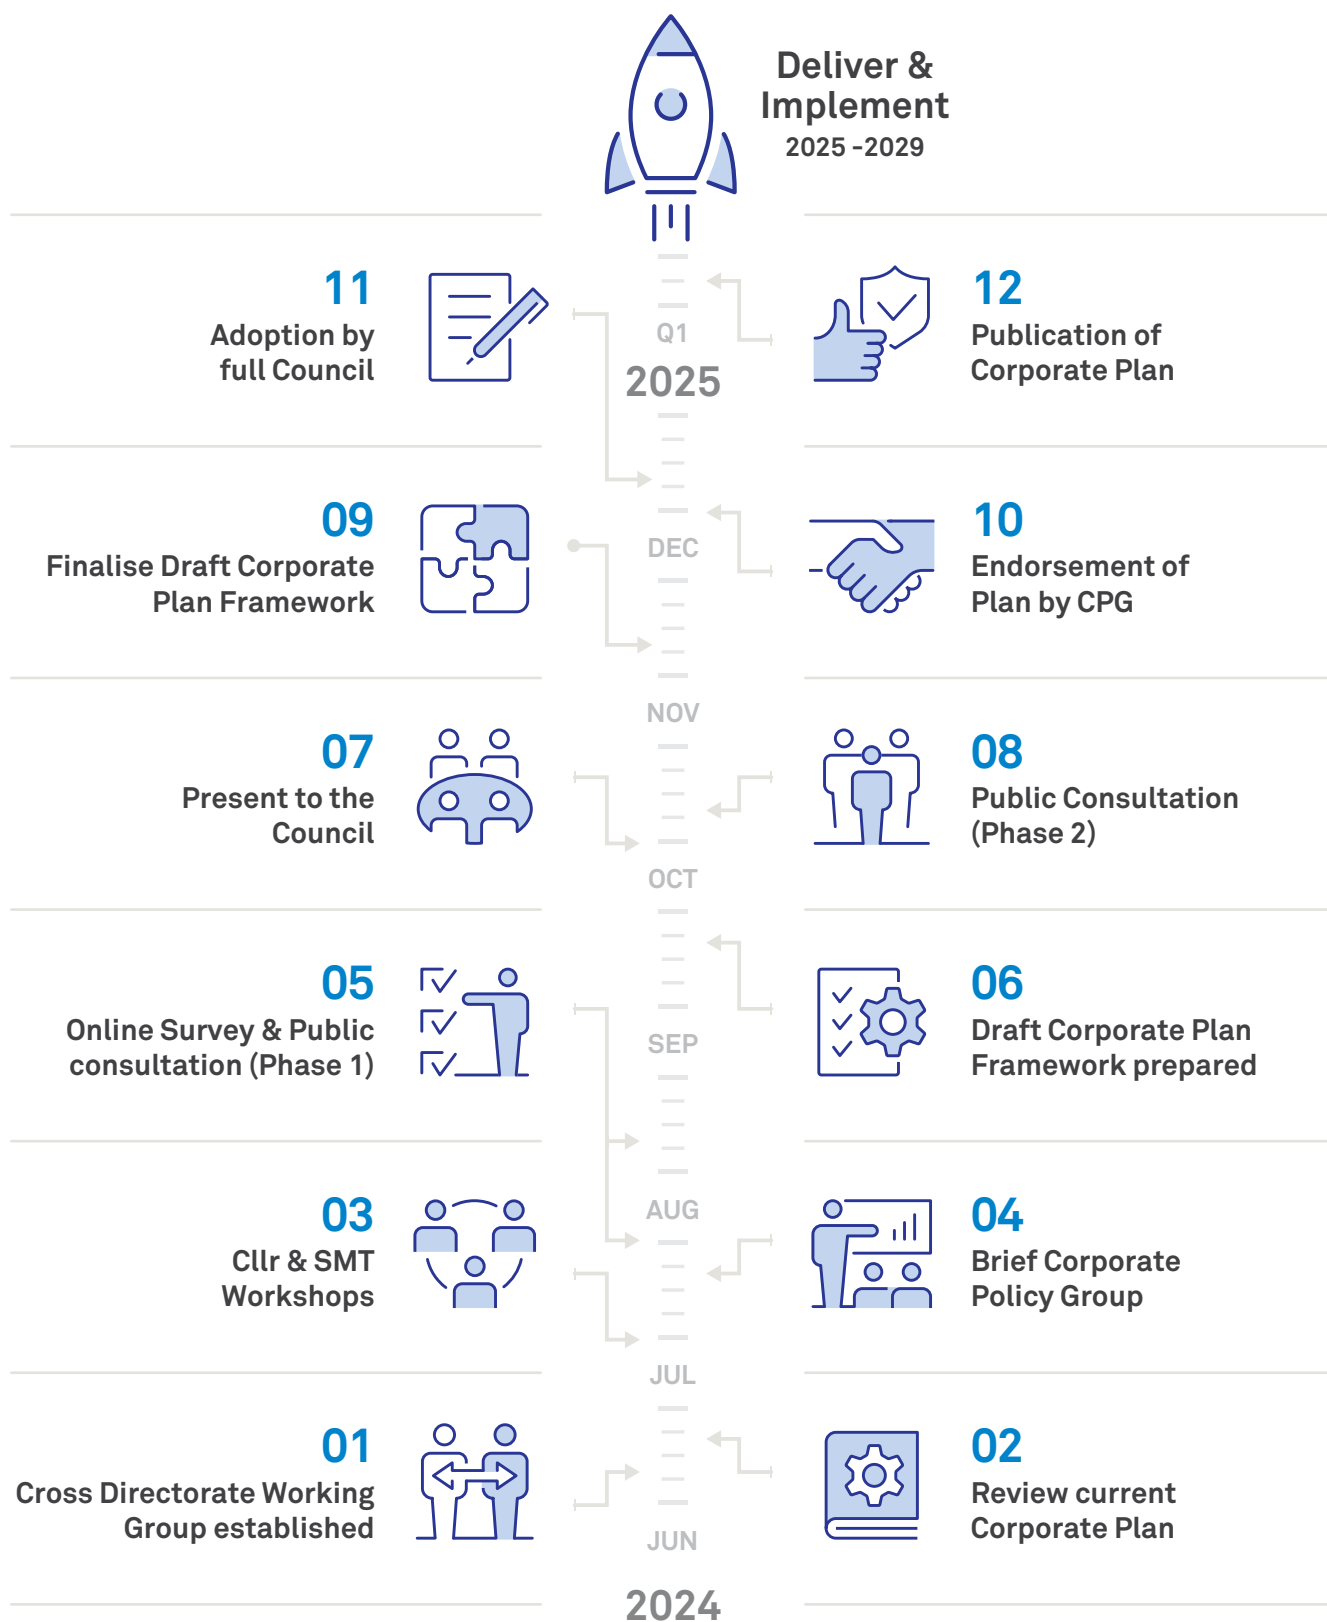 Deliver &
Implement
2025 -2029
11
Adoption by
full Council
12
Publication of
Corporate Plan
Q1
2025
09
Finalise Draft Corporate
Plan Framework
10
Endorsement of
Plan by CPG
DEC
NOV
07
Present to the
Council
08
Public Consultation
(Phase 2)
OCT
05
Online Survey & Public
consultation (Phase 1)
06
Draft Corporate Plan
Framework prepared
SEP
AUG
03
Cllr & SMT
Workshops
04
Brief Corporate
Policy Group
JUL
01
Cross Directorate Working
Group established
02
Review current
Corporate Plan
JUN
2024